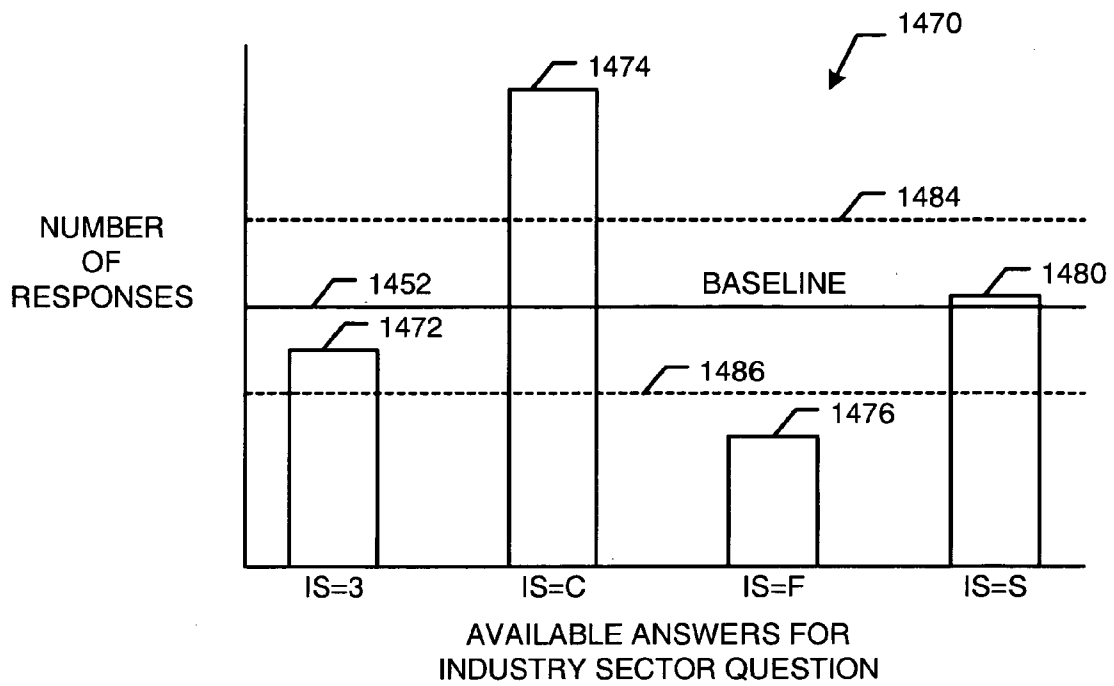 1470
1474
1484
NUMBER
OF
RESPONSES
1452
BASELINE
1480
1472
1486
1476
IS=3
IS=C
IS=F
IS=S
AVAILABLE ANSWERS FOR
INDUSTRY SECTOR QUESTION